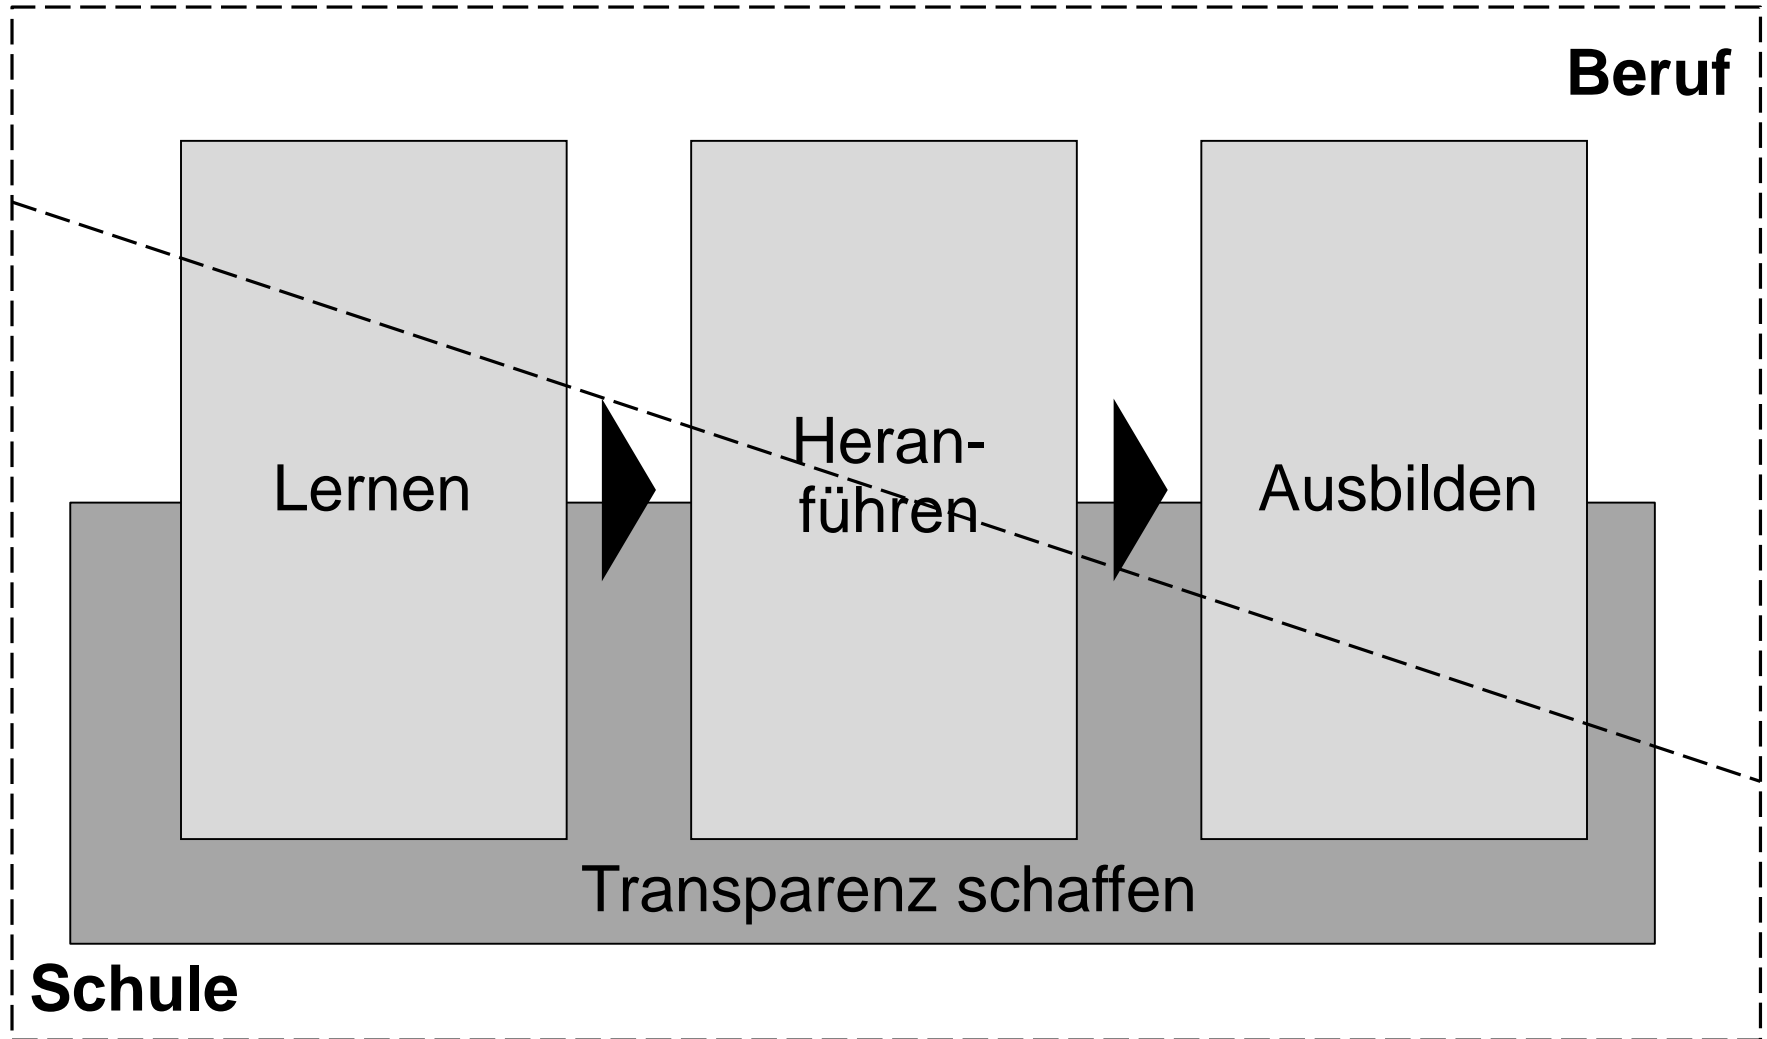 Beruf
Lernen
Heran-
führen
Ausbilden
Transparenz schaffen
Schule